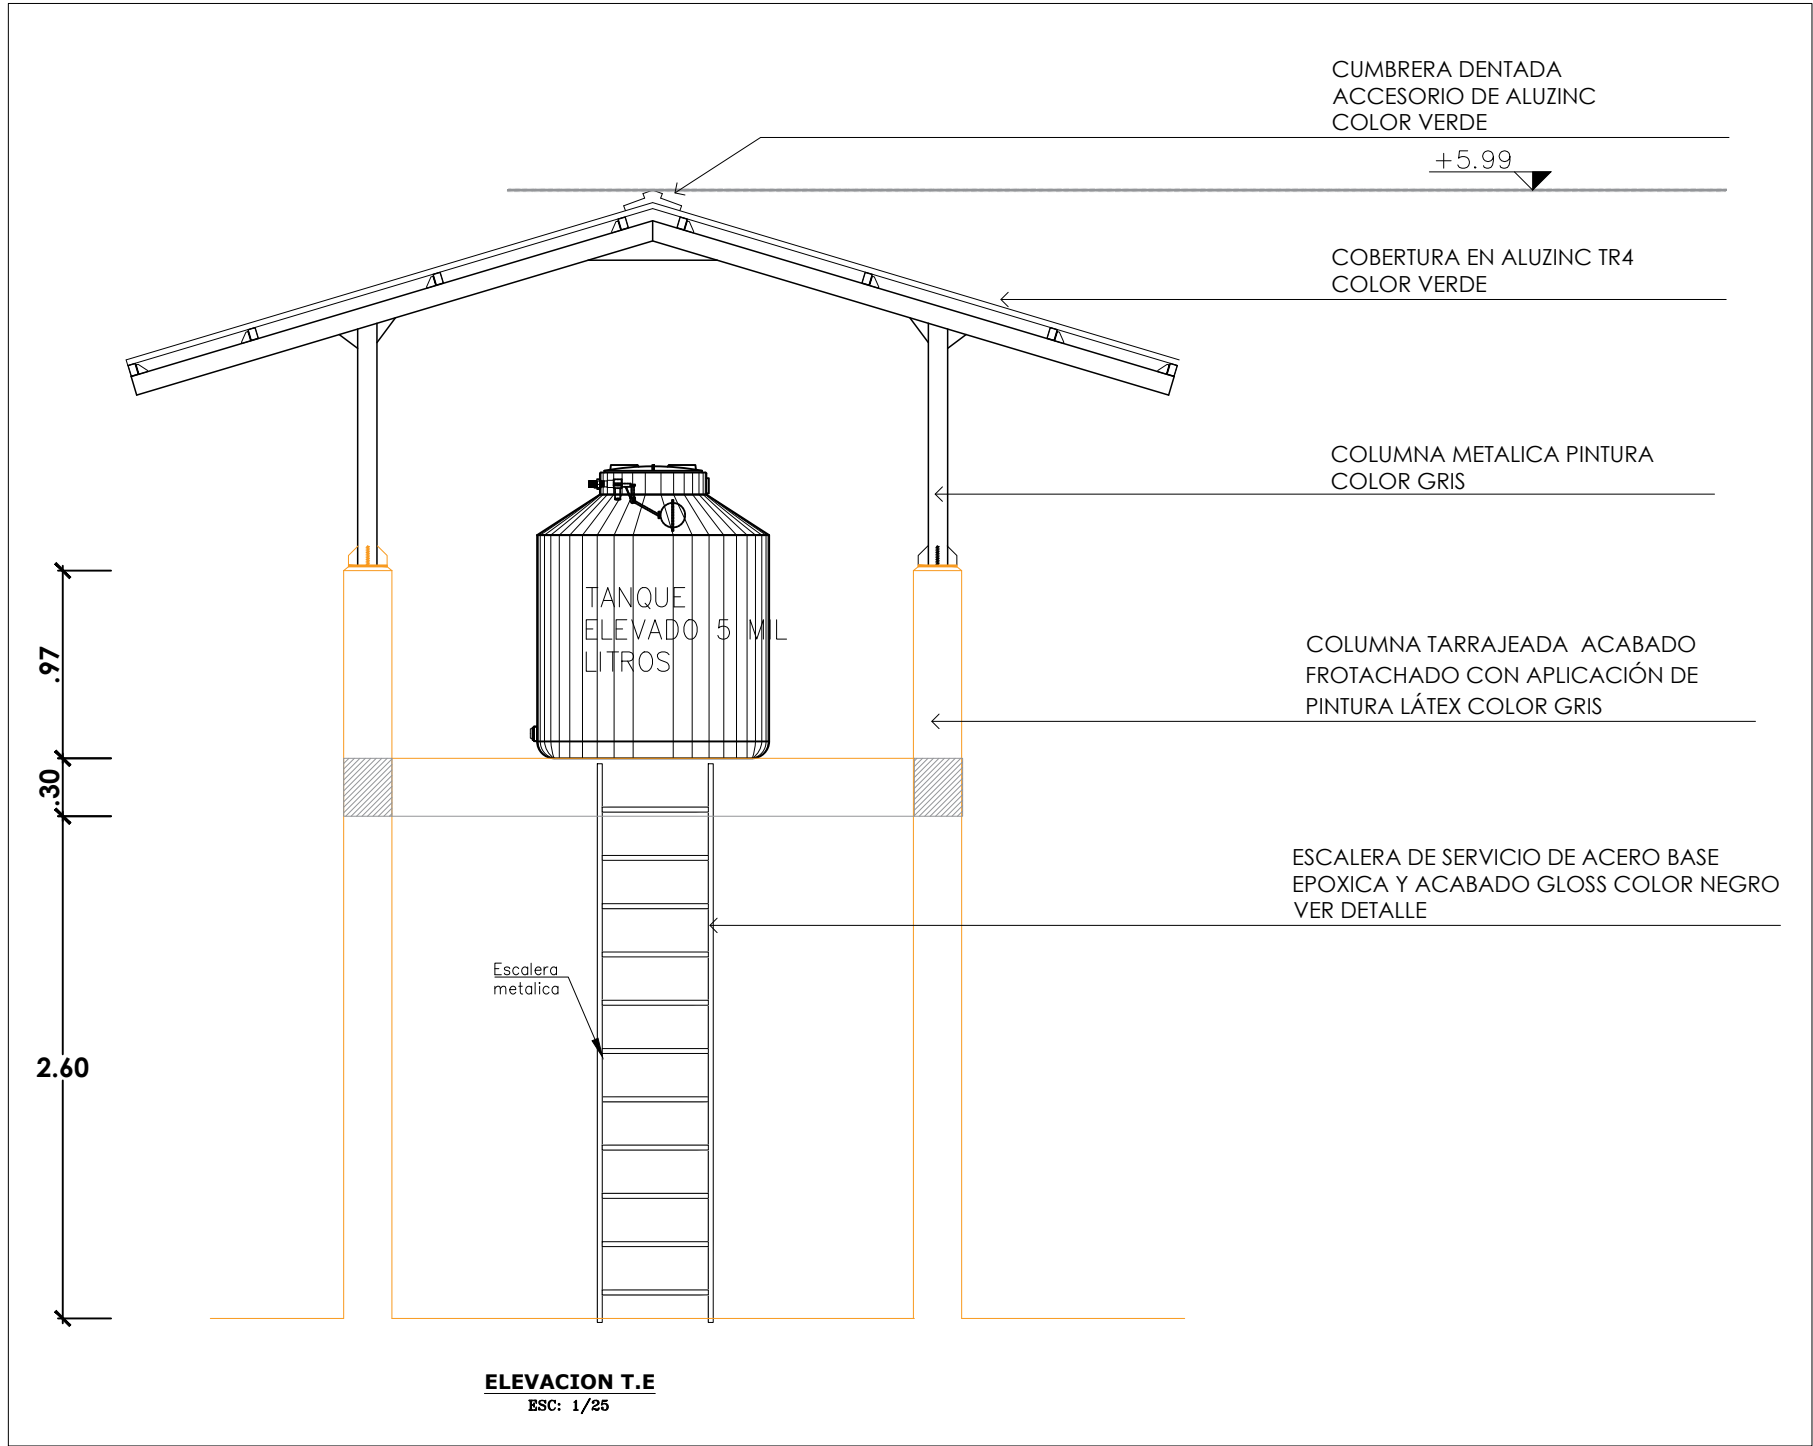 CUMBRERA DENTADA
ACCESORIO DE ALUZINC
COLOR VERDE
+5.99
COBERTURA EN ALUZINC TR4
COLOR VERDE
COLUMNA METALICA PINTURA
COLOR GRIS
TANQUE
ELEVADO 5 MIL
LITROS
COLUMNA TARRAJEADA ACABADO
FROTACHADO CON APLICACIÓN DE
PINTURA LÁTEX COLOR GRIS
.97
.30
2.60
ESCALERA DE SERVICIO DE ACERO BASE
EPOXICA Y ACABADO GLOSS COLOR NEGRO
VER DETALLE
Escalera
metalica
ELEVACION T.E
ESC: 1/25